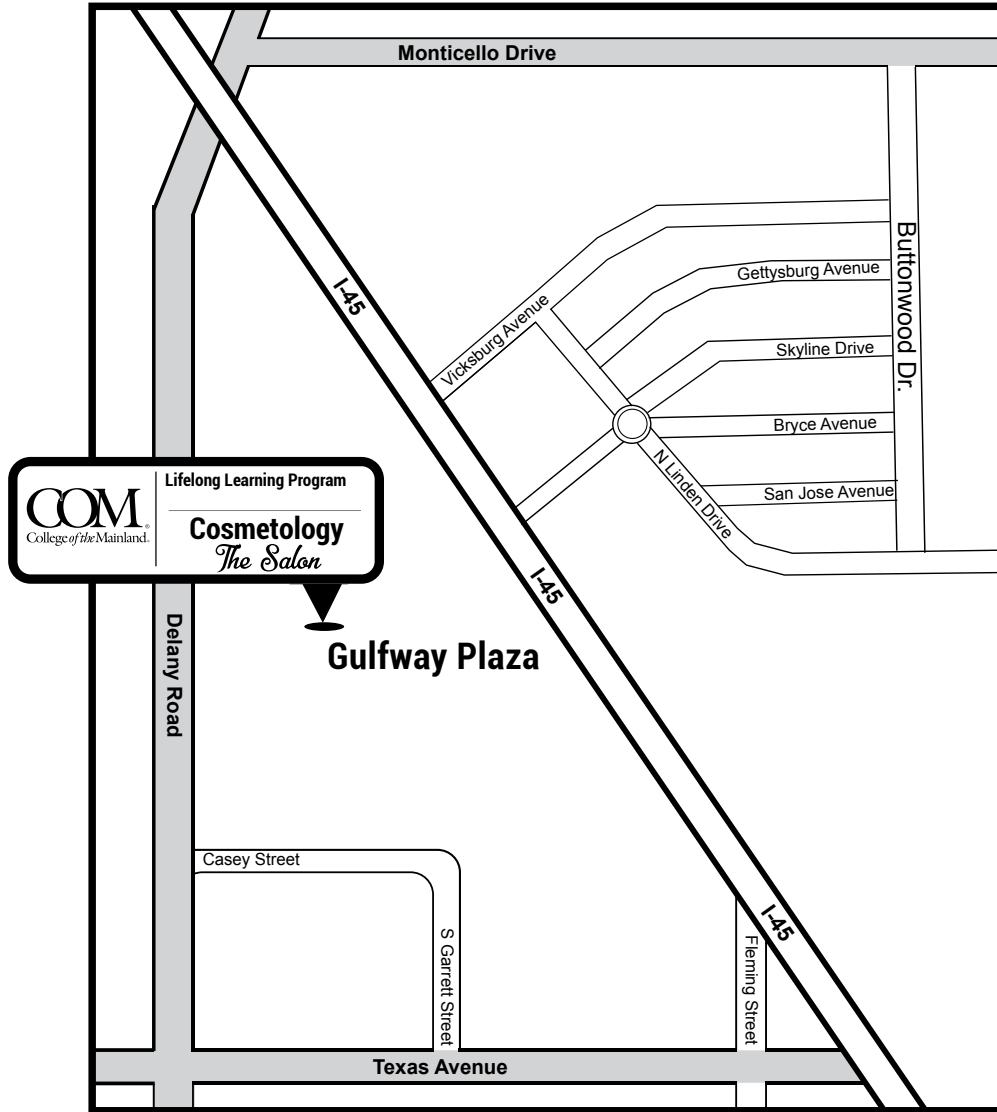 Monticello Drive
I-45
Vicksburg Avenue
Gettysburg Avenue
Buttonwood Dr.
Skyline Drive
Bryce Avenue
N Linden Drive
San Jose Avenue
COM®
College of the Mainland®
Lifelong Learning Program
Cosmetology
The Salon
I-45
Gulfway Plaza
Delany Road
Casey Street
S Garrett Street
Fleming Street
I-45
Texas Avenue